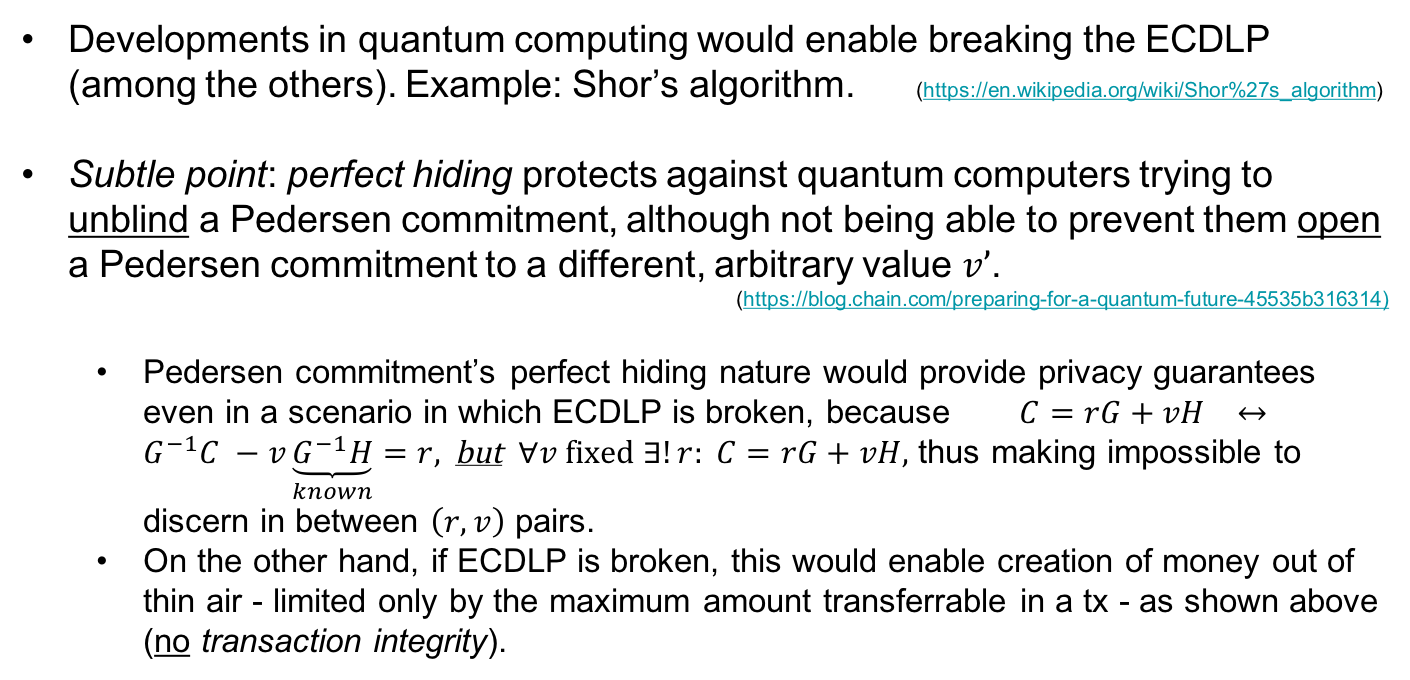 • Developments in quantum computing would enable breaking the ECDLP
(among the others). Example: Shor’s algorithm. (https://en.wikipedia.org/wiki/Shor%27s_algorithm)
• Subtle point: perfect hiding protects against quantum computers trying to
unblind a Pedersen commitment, although not being able to prevent them open
a Pedersen commitment to a different, arbitrary value 𝑣’.
(https://blog.chain.com/preparing-for-a-quantum-future-45535b316314)
• Pedersen commitment’s perfect hiding nature would provide privacy guarantees
even in a scenario in which ECDLP is broken, because 𝐶 = 𝑟𝐺 + 𝑣𝐻 ↔
𝐺⁻¹𝐶 − 𝑣 𝐺⁻¹𝐻 = 𝑟, but ∀𝑣 fixed ∃! 𝑟: 𝐶 = 𝑟𝐺 + 𝑣𝐻, thus making impossible to
known
discern in between (𝑟, 𝑣) pairs.
• On the other hand, if ECDLP is broken, this would enable creation of money out of
thin air - limited only by the maximum amount transferrable in a tx - as shown above
(no transaction integrity).